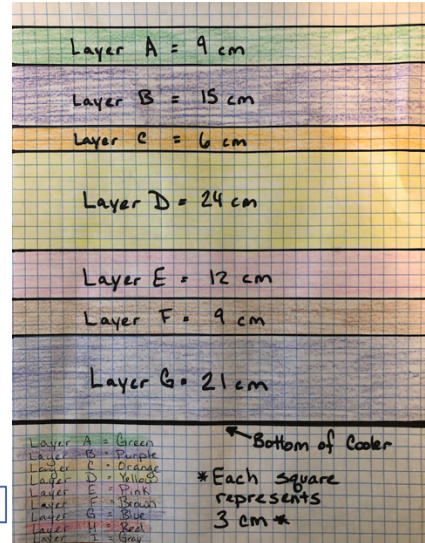 Layer A = 9 cm
Layer B = 15 cm
Layer C = 6 cm
Layer D = 24 cm
Layer E = 12 cm
Layer F = 9 cm
Layer G = 21 cm
Bottom of Cooler
Layer A = Green
Layer B = Purple
Layer C = Orange
Layer D = Yellow
Layer E = Pink
Layer F = Brown
Layer G = Blue
Layer H = Red
Layer I = Gray
*Each square
represents
3 cm*